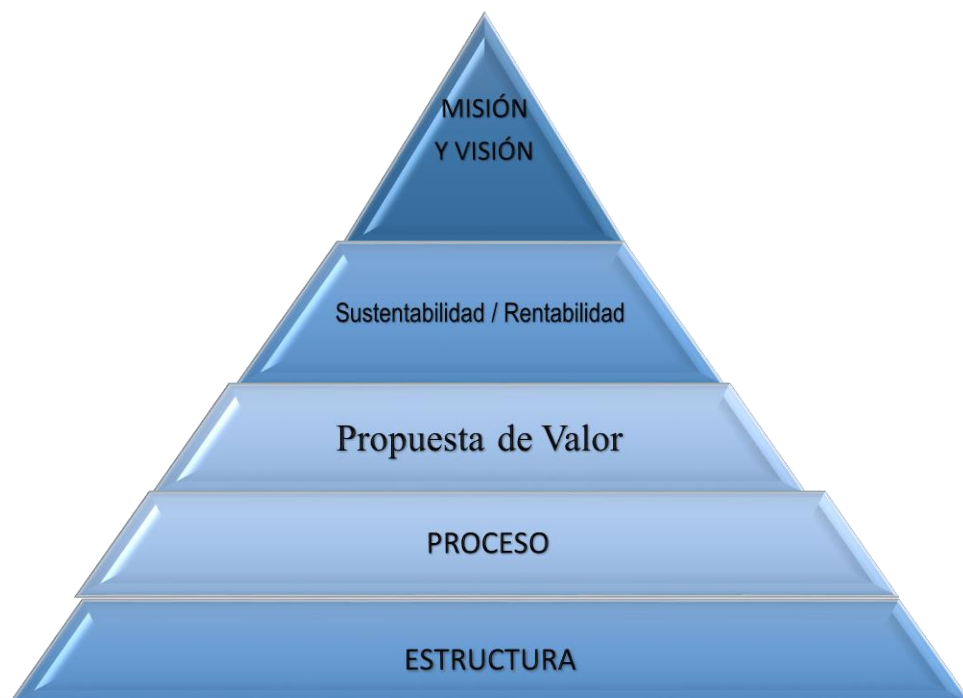 MISIÓN
Y VISIÓN
Sustentabilidad / Rentabilidad
Propuesta de Valor
PROCESO
ESTRUCTURA